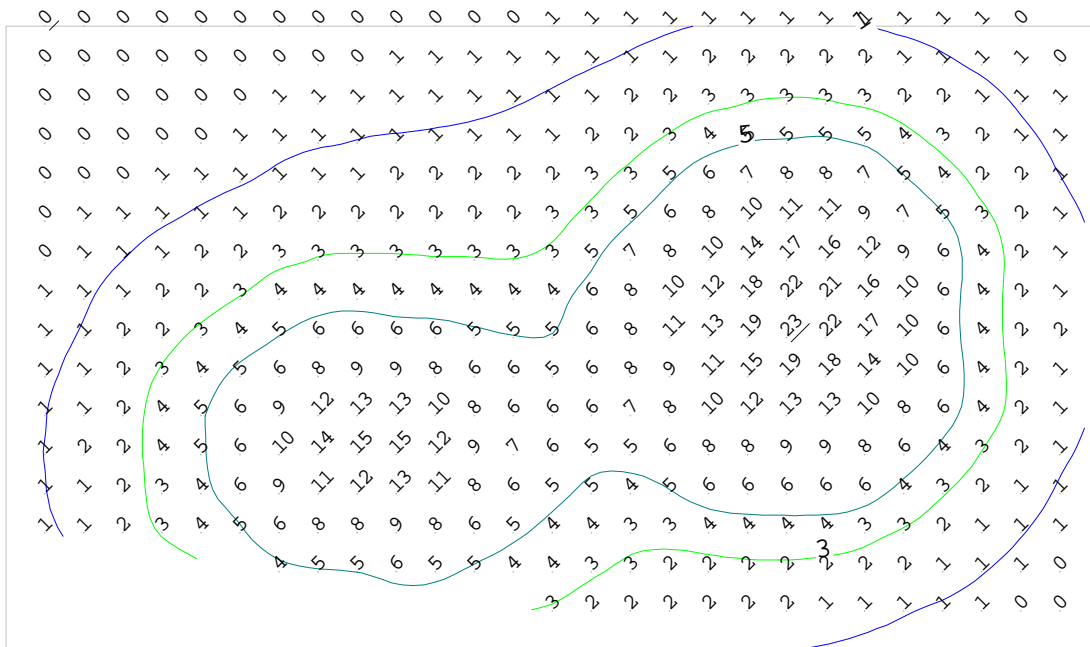 0 0 0 0 0 0 0 0 0 0 0 0 0 1 1 1 1 1 1 1 1 1 1 1 1 0
0 0 0 0 0 0 0 0 0 1 1 1 1 1 1 1 1 2 2 2 2 2 1 1 1 1 0
0 0 0 0 0 0 1 1 1 1 1 1 1 1 1 2 2 3 3 3 3 3 2 2 1 1 1
0 0 0 0 0 1 1 1 1 1 1 1 1 1 2 2 3 4 5 5 5 5 4 3 2 1 1
0 0 0 1 1 1 1 1 1 2 2 2 2 2 3 3 5 6 7 8 8 7 5 4 2 2 1
0 1 1 1 1 1 2 2 2 2 2 2 2 3 3 5 6 8 10 11 11 9 7 5 3 2 1
0 1 1 1 2 2 3 3 3 3 3 3 3 3 5 7 8 10 14 17 16 12 9 6 4 2 1
1 1 1 2 2 3 4 4 4 4 4 4 4 4 6 8 10 12 18 22 21 16 10 6 4 2 1
1 1 2 2 3 4 5 6 6 6 6 5 5 5 6 8 11 13 19 23 22 17 10 6 4 2 2
1 1 2 3 4 5 6 8 9 9 8 6 6 5 6 8 9 11 15 19 18 14 10 6 4 2 1
1 1 2 4 5 6 9 12 13 13 10 8 6 6 6 7 8 10 12 13 13 10 8 6 4 2 1
1 2 2 4 5 6 10 14 15 15 12 9 7 6 5 5 6 8 8 9 9 8 6 4 3 2 1
1 1 2 3 4 6 9 11 12 13 11 8 6 5 5 4 5 6 6 6 6 6 4 3 2 1 1
1 1 2 3 4 5 6 8 8 9 8 6 5 4 4 3 3 4 4 4 4 3 3 2 1 1 1
4 5 5 6 5 5 4 4 3 3 2 2 2 2 2 2 2 1 1 1 0
3
3 2 2 2 2 2 2 1 1 1 1 1 0 0